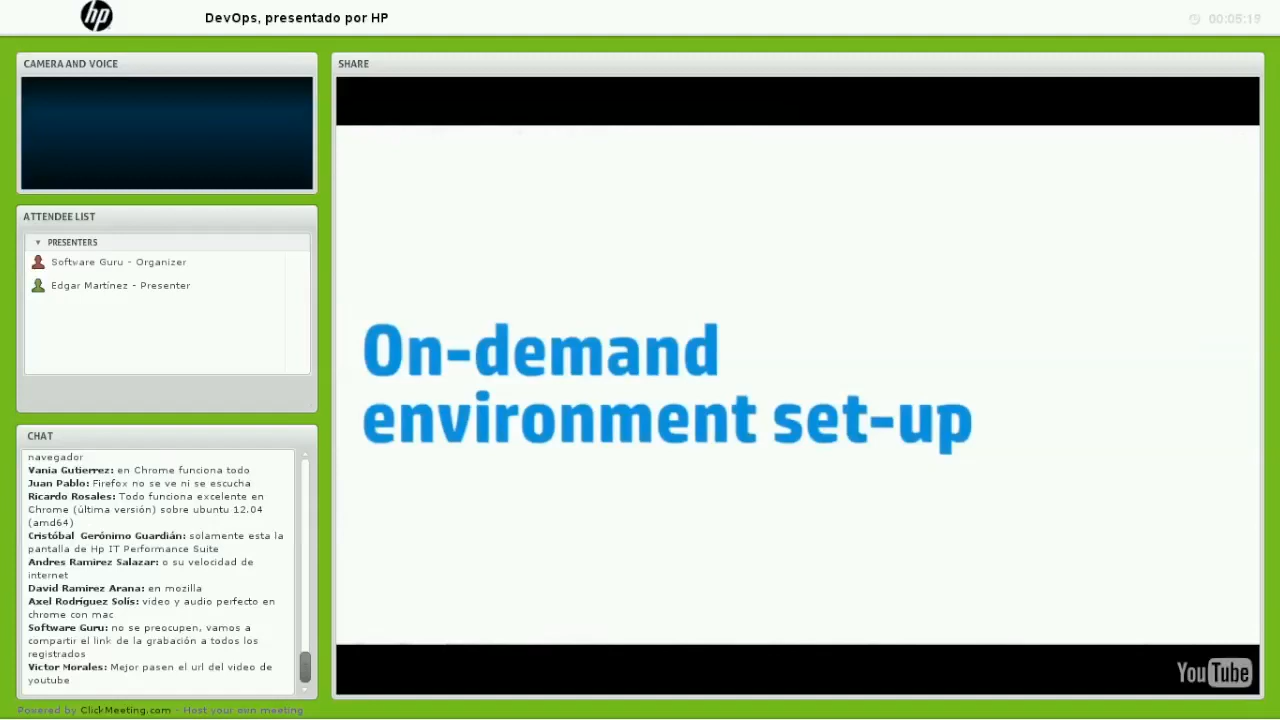 hp
DevOps, presentado por HP
00:05:19
CAMERA AND VOICE
ATTENDEE LIST
PRESENTERS
Software Guru - Organizer
Edgar Martínez - Presenter
CHAT
navegador
Vania Gutierrez: en Chrome funciona todo
Juan Pablo: Firefox no se ve ni se escucha
Ricardo Rosales: Todo funciona excelente en
Chrome (última versión) sobre ubuntu 12.04
(amd64)
Cristóbal Gerónimo Guardián: solamente esta la
pantalla de Hp IT Performance Suite
Andres Ramirez Salazar: o su velocidad de
internet
David Ramirez Arana: en mozilla
Axel Rodríguez Solís: video y audio perfecto en
chrome con mac
Software Guru: no se preocupen, vamos a
compartir el link de la grabación a todos los
registrados
Victor Morales: Mejor pasen el url del video de
youtube
Powered by ClickMeeting.com - Host your own meeting
SHARE
On-demand
environment set-up
YouTube